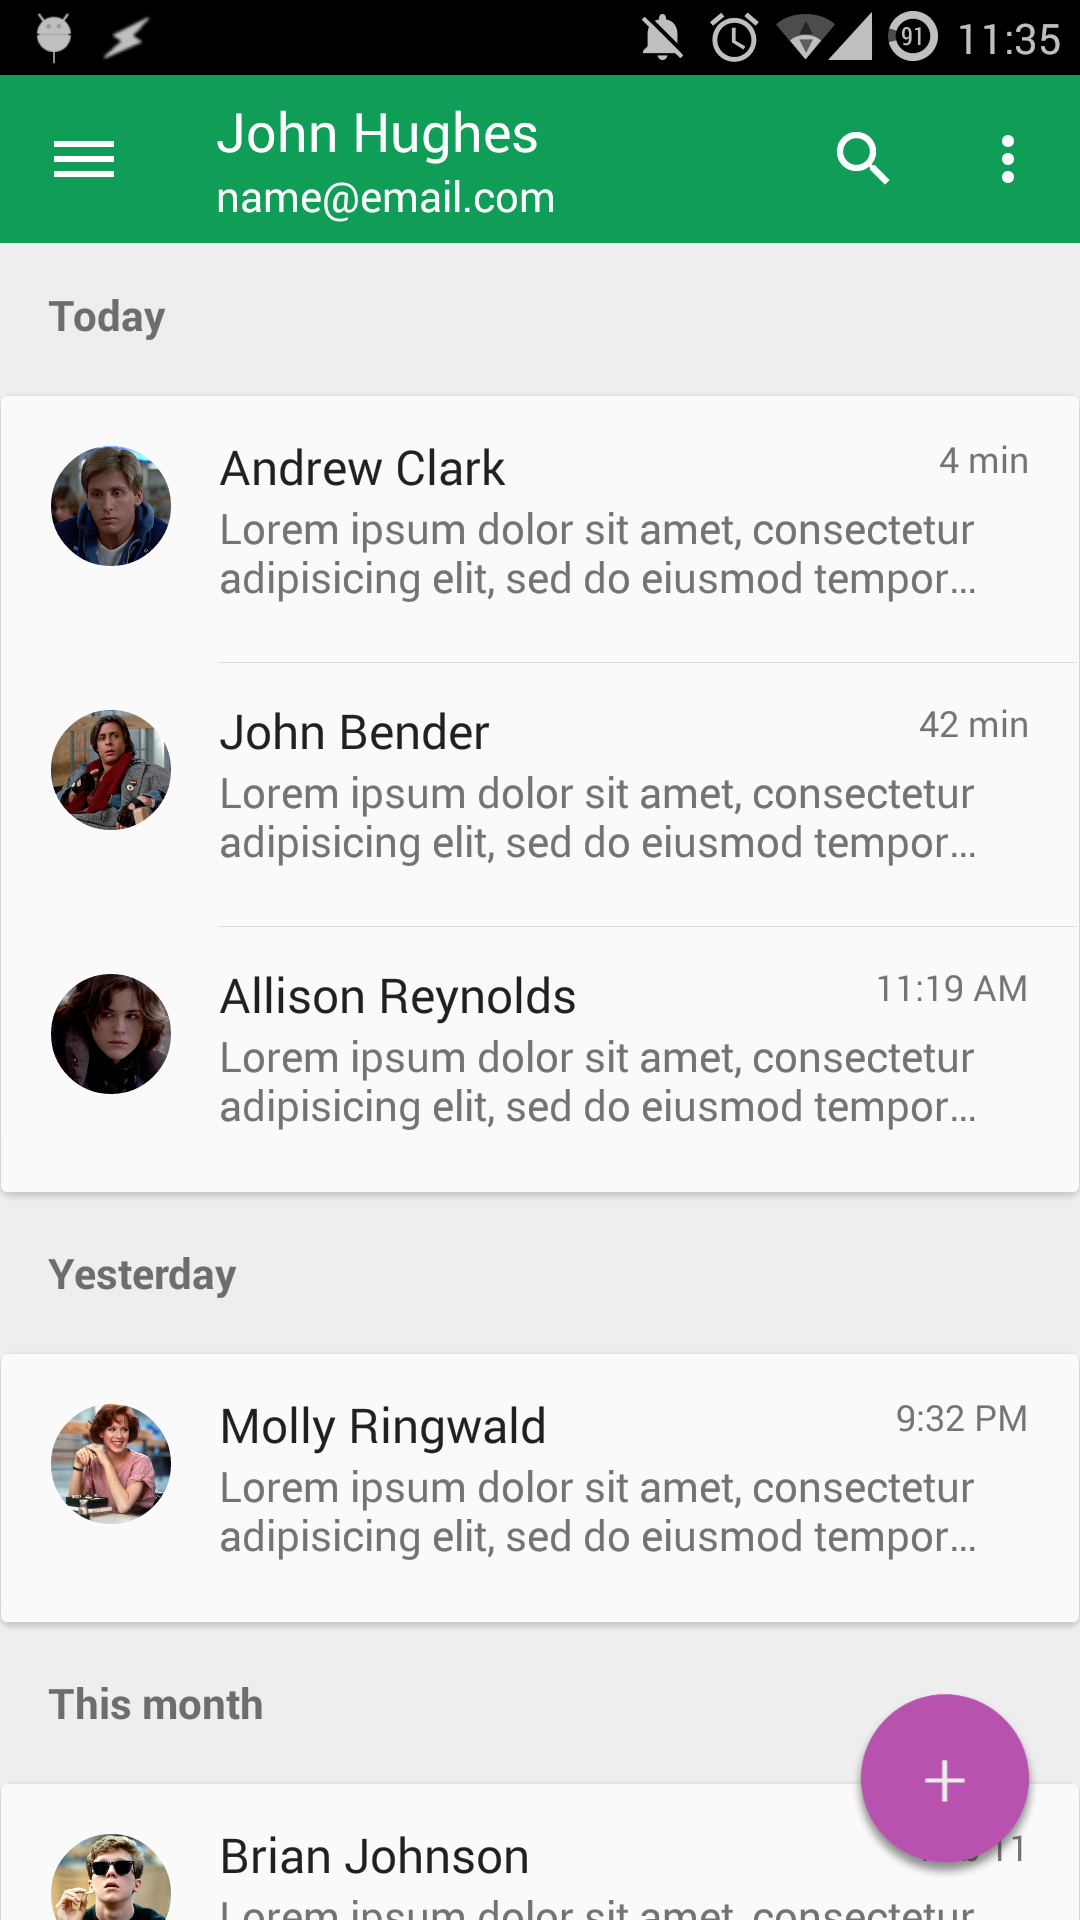 91 11:35
John Hughes
name@email.com
Today
Andrew Clark 4 min
Lorem ipsum dolor sit amet, consectetur
adipisicing elit, sed do eiusmod tempor...
John Bender 42 min
Lorem ipsum dolor sit amet, consectetur
adipisicing elit, sed do eiusmod tempor...
Allison Reynolds 11:19 AM
Lorem ipsum dolor sit amet, consectetur
adipisicing elit, sed do eiusmod tempor...
Yesterday
Molly Ringwald 9:32 PM
Lorem ipsum dolor sit amet, consectetur
adipisicing elit, sed do eiusmod tempor...
This month
Brian Johnson 11
Lorem ipsum dolor sit amet, consectetur